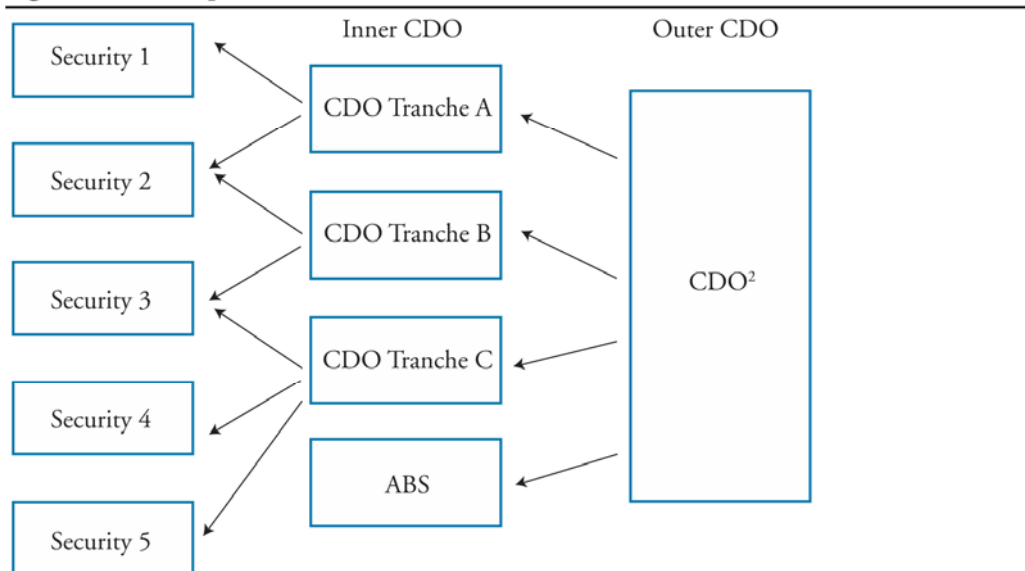 Inner CDO
Outer CDO
Security 1
Security 2
Security 3
Security 4
Security 5
CDO Tranche A
CDO Tranche B
CDO Tranche C
ABS
CDO²